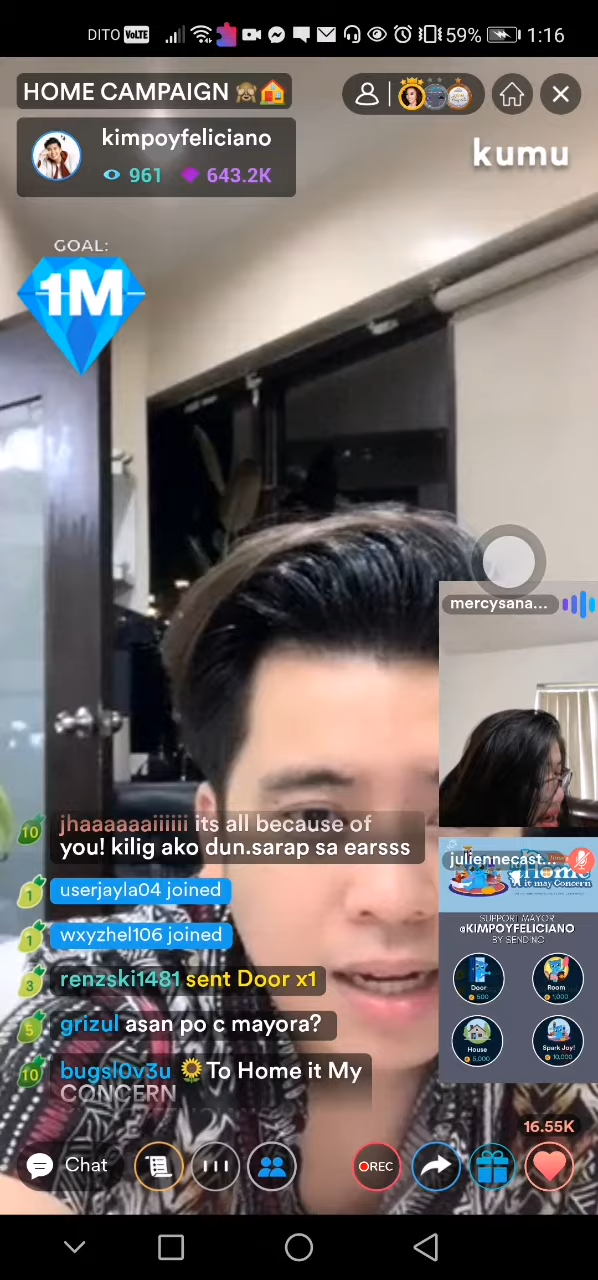 DITO VoLTE 59% 1:16
HOME CAMPAIGN 🙈🏠
kimpoyfeliciano
961 643.2K
kumu
GOAL:
1M
mercysana...
jhaaaaaaiiiiii its all because of
you! kilig ako dun.sarap sa earsss
userjayla04 joined
wxyzhel106 joined
renzski1481 sent Door x1
grizul asan po c mayora?
bugsl0v3u 🌻To Home it My
CONCERN
10
1
1
3
5
10
juliennecast...
Home
it may Concern
SUPPORT MAYOR
@KIMPOYFELICIANO
BY SENDING
Door
500
Room
1,000
House
5,000
Spark Joy!
10,000
16.55K
Chat
REC